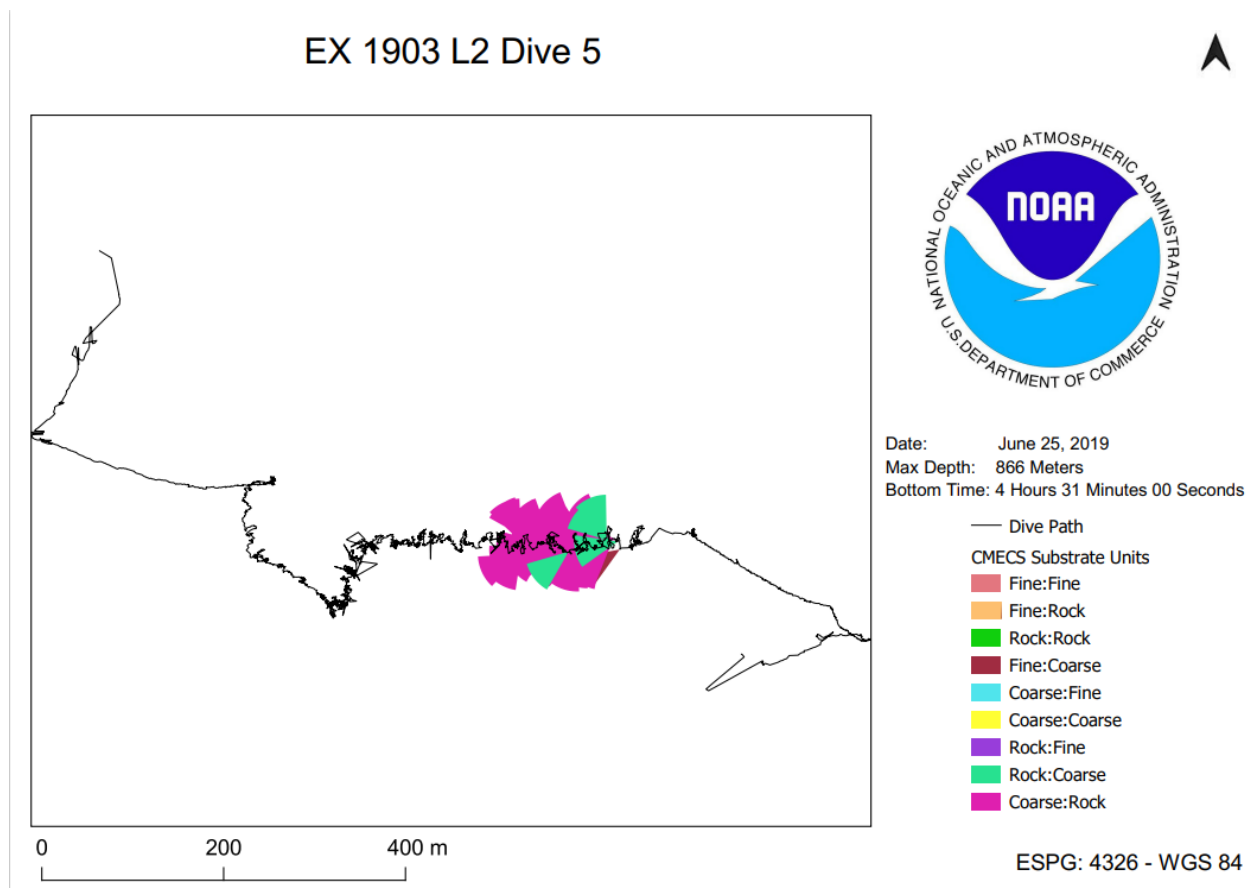 EX 1903 L2 Dive 5
NATIONAL OCEANIC AND ATMOSPHERIC ADMINISTRATION
U.S. DEPARTMENT OF COMMERCE
NOAA
Date: June 25, 2019
Max Depth: 866 Meters
Bottom Time: 4 Hours 31 Minutes 00 Seconds
Dive Path
CMECS Substrate Units
Fine:Fine
Fine:Rock
Rock:Rock
Fine:Coarse
Coarse:Fine
Coarse:Coarse
Rock:Fine
Rock:Coarse
Coarse:Rock
0 200 400 m
ESPG: 4326 - WGS 84